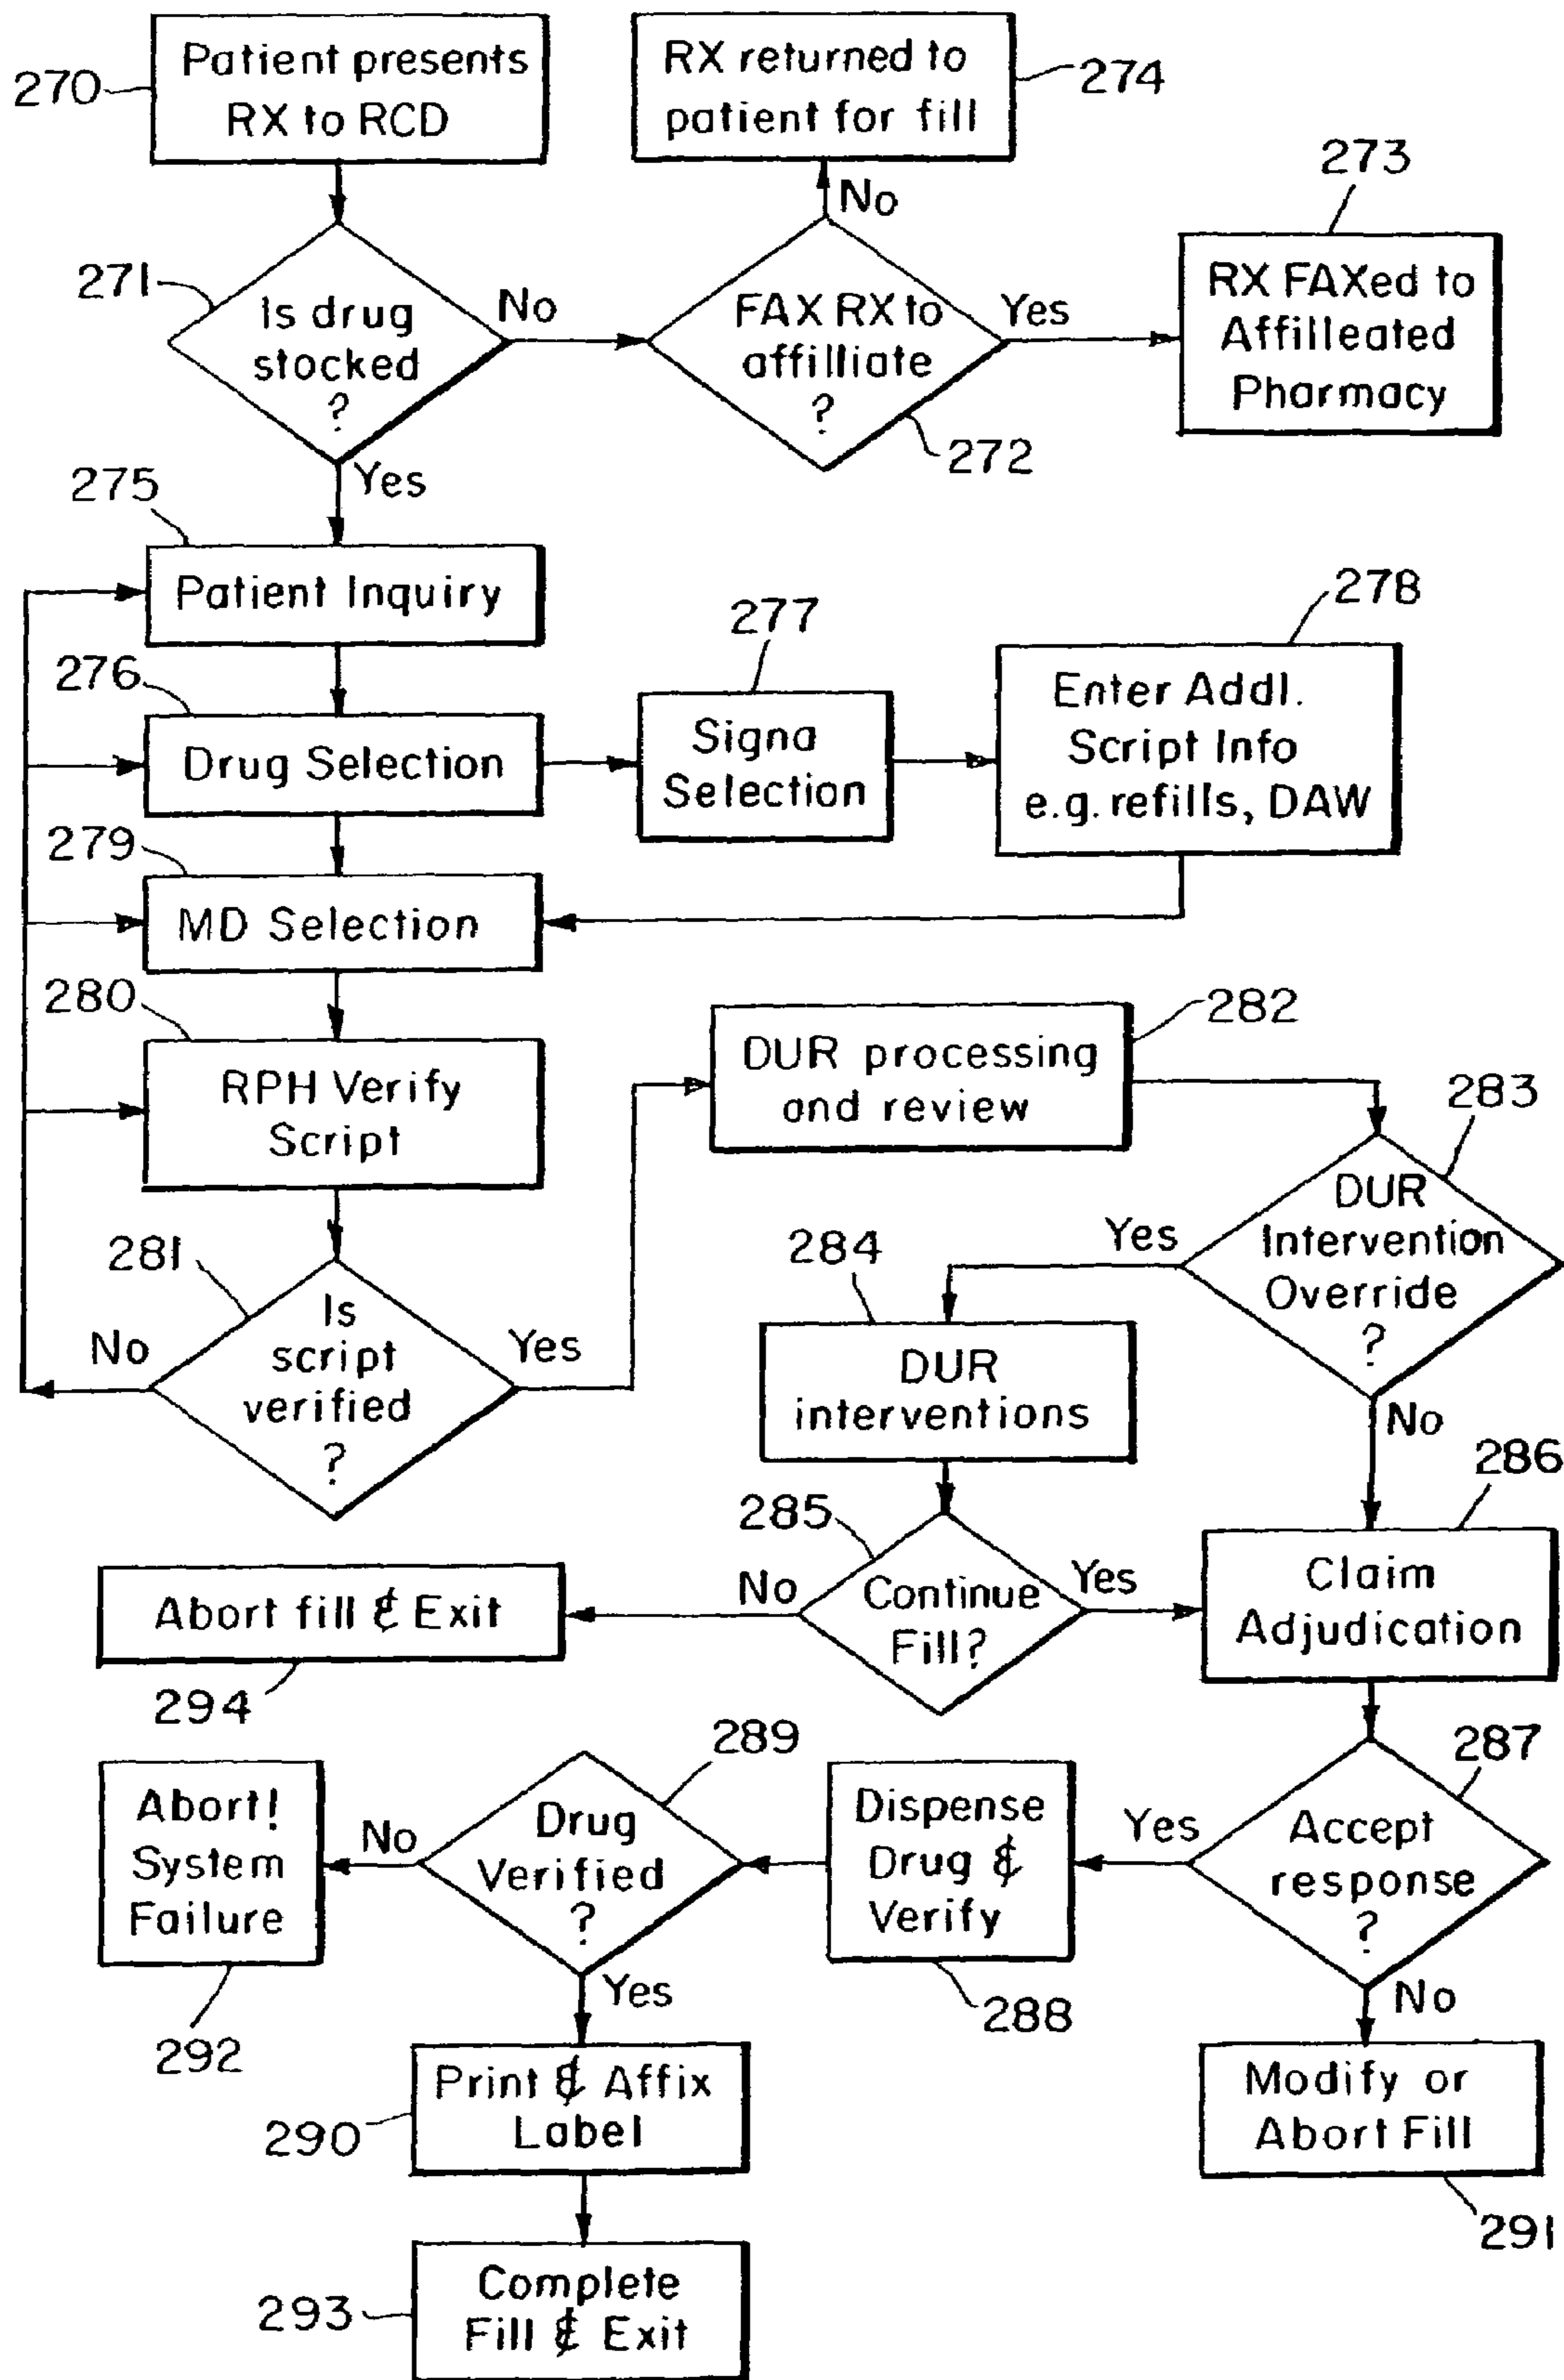 270
Patient presents
RX to RCD
RX returned to
patient for fill
274
273
No
271
Is drug
stocked
?
No
FAX RX to
affilliate
?
Yes
RX FAXed to
Affilleated
Pharmacy
272
Yes
275
Patient Inquiry
276
Drug Selection
277
Signa
Selection
278
Enter Addl.
Script Info
e.g. refills, DAW
279
MD Selection
280
RPH Verify
Script
282
DUR processing
and review
283
DUR
Intervention
Override
?
281
Is
script
verified
?
No
Yes
Yes
284
DUR
interventions
No
286
285
Continue
Fill?
No
Yes
Claim
Adjudication
Abort fill & Exit
294
289
287
Abort!
System
Failure
No
Drug
Verified
?
Dispense
Drug &
Verify
Yes
Accept
response
?
292
Yes
288
No
290
Print & Affix
Label
Modify or
Abort Fill
291
293
Complete
Fill & Exit